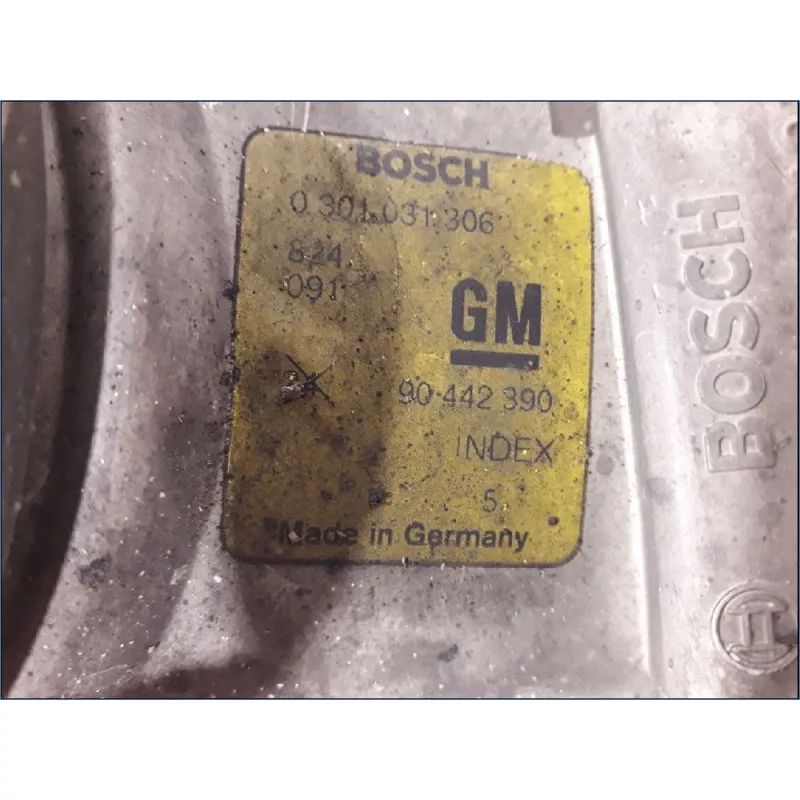 BOSCH
0 301 031 306
824
091
GM
90 442 390
INDEX
5
Made in Germany
BOSCH